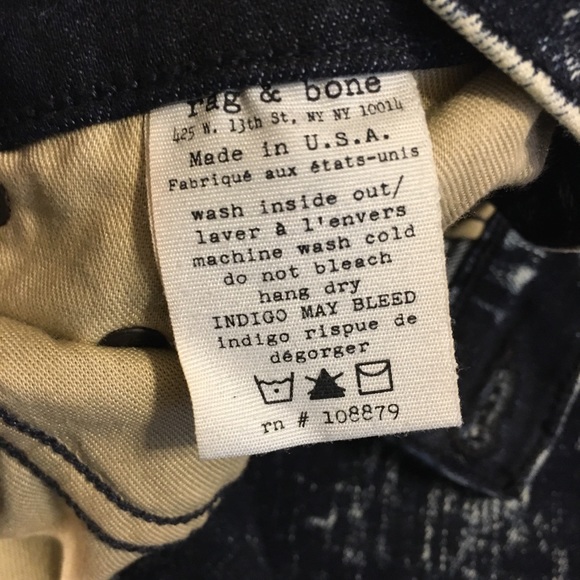 rag & bone
425 W. 13th St, NY NY 10014
Made in U.S.A.
Fabriqué aux états-unis
wash inside out/
laver à l'envers
machine wash cold
do not bleach
hang dry
INDIGO MAY BLEED
indigo rispue de
dégorger
rn # 108879